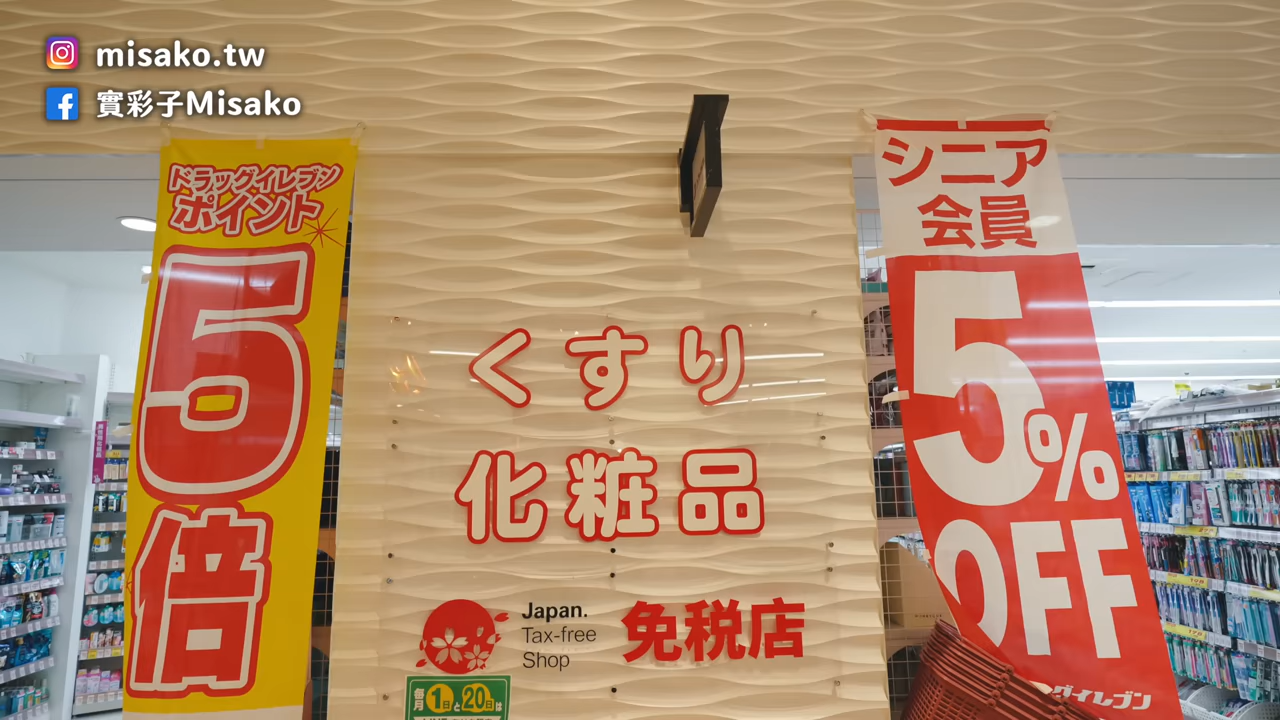 misako.tw
實彩子Misako
ドラッグイレブン
ポイント
5
倍
くすり
化粧品
Japan.
Tax-free
Shop
免税店
毎月1日と20日は
シニア
会員
5%
OFF
グイレブン